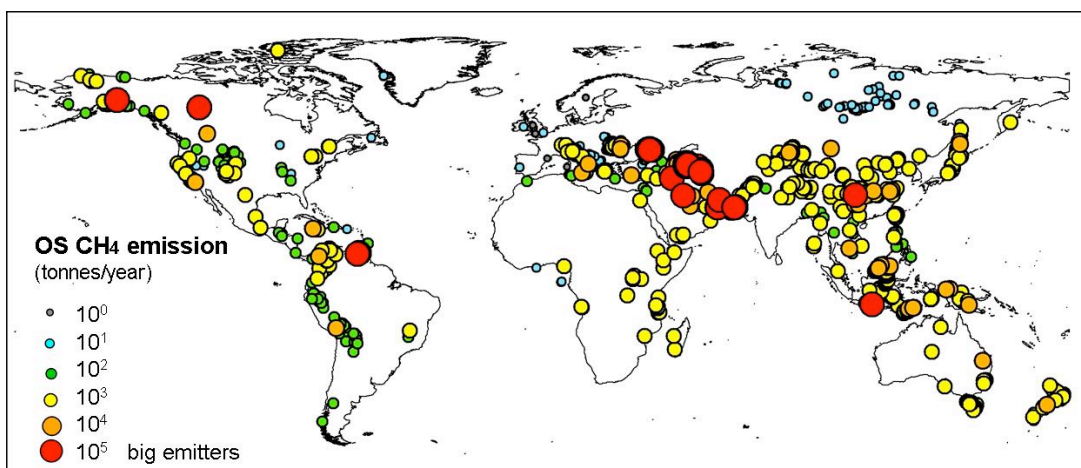 OS CH₄ emission
(tonnes/year)
10⁰
10¹
10²
10³
10⁴
10⁵ big emitters